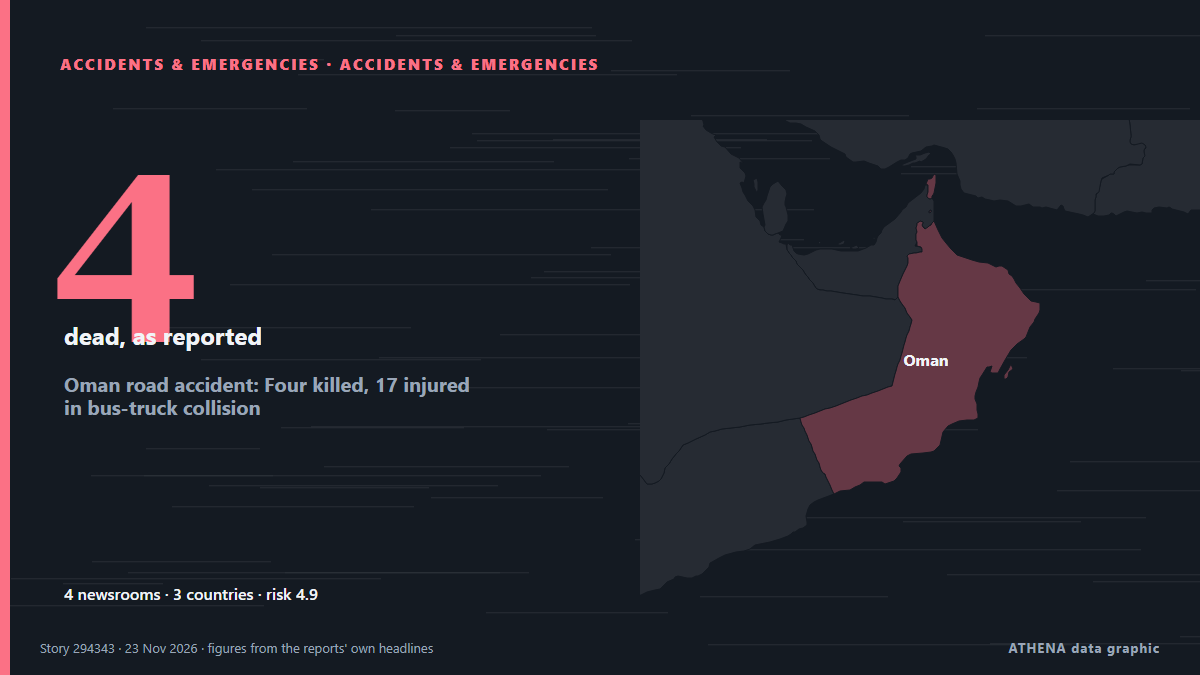 ACCIDENTS & EMERGENCIES · ACCIDENTS & EMERGENCIES
4
dead, as reported
Oman road accident: Four killed, 17 injured
in bus-truck collision
Oman
4 newsrooms · 3 countries · risk 4.9
Story 294343 · 23 Nov 2026 · figures from the reports' own headlines
ATHENA data graphic